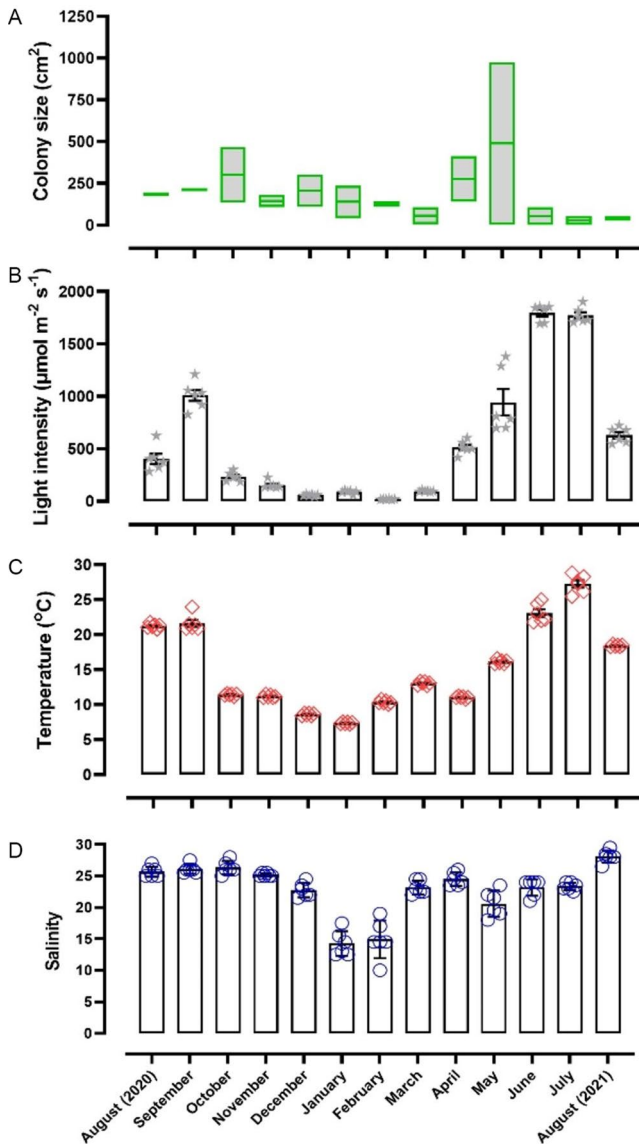 A
Colony size (cm2)
1250
1000
750
500
250
0
B
Light intensity (µmol m−2 s−1)
2000
1500
1000
500
0
C
Temperature (°C)
30
25
20
15
10
5
0
D
Salinity
30
25
20
15
10
5
0
August (2020)
September
October
November
December
January
February
March
April
May
June
July
August (2021)